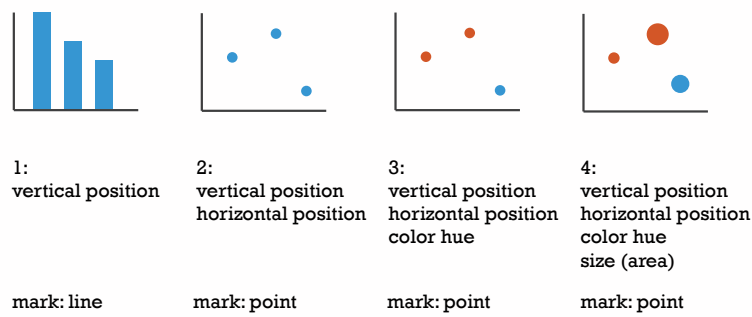 1:
vertical position
mark: line
2:
vertical position
horizontal position
mark: point
3:
vertical position
horizontal position
color hue
mark: point
4:
vertical position
horizontal position
color hue
size (area)
mark: point